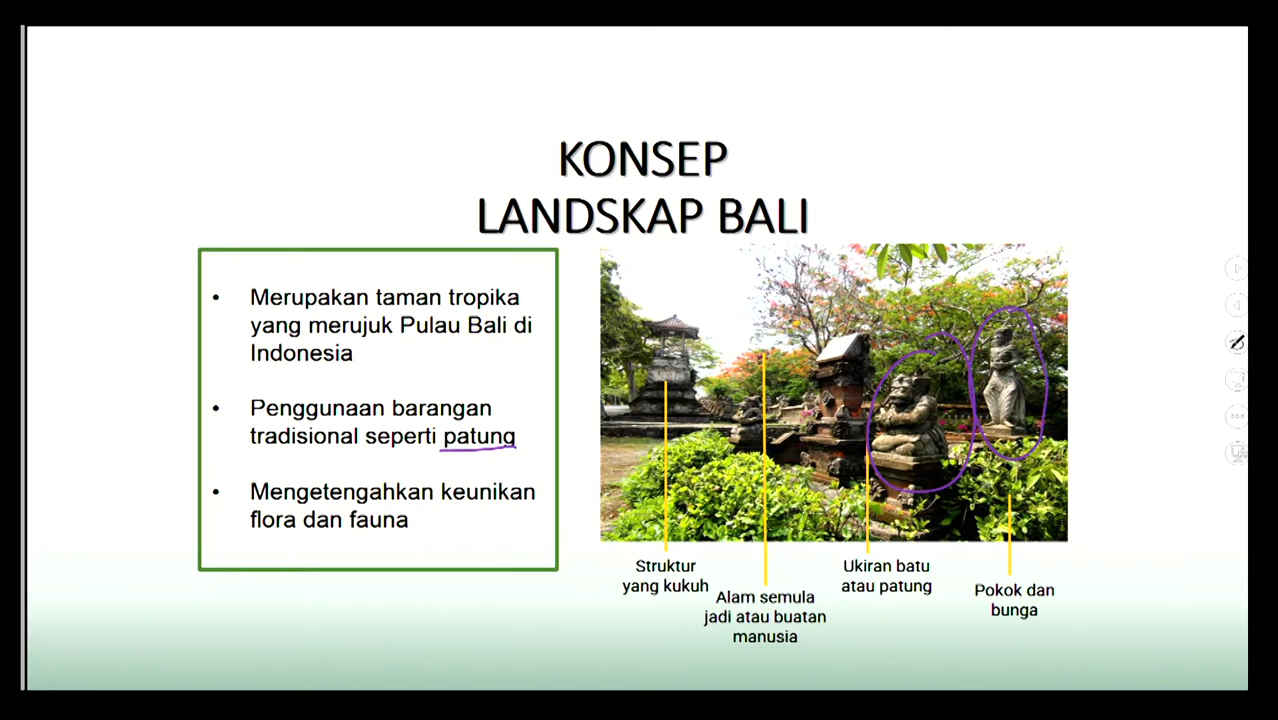 KONSEP
LANDSKAP BALI
• Merupakan taman tropika
yang merujuk Pulau Bali di
Indonesia
• Penggunaan barangan
tradisional seperti patung
• Mengetengahkan keunikan
flora dan fauna
Struktur
yang kukuh
Alam semula
jadi atau buatan
manusia
Ukiran batu
atau patung
Pokok dan
bunga